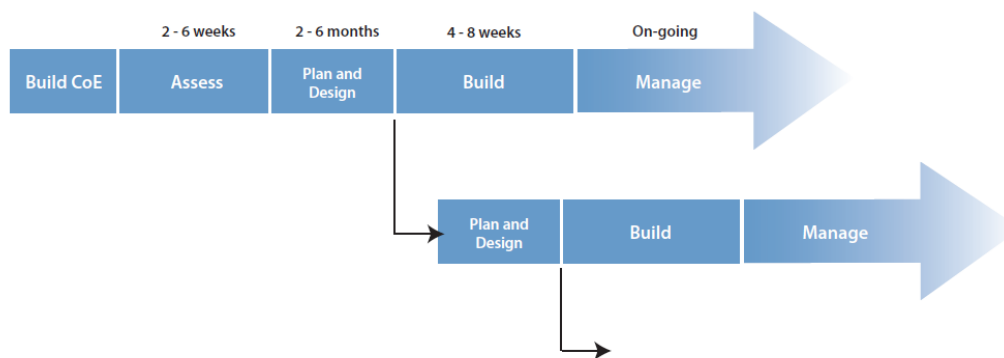 2 - 6 weeks
2 - 6 months
4 - 8 weeks
On-going
Build CoE
Assess
Plan and
Design
Build
Manage
Plan and
Design
Build
Manage